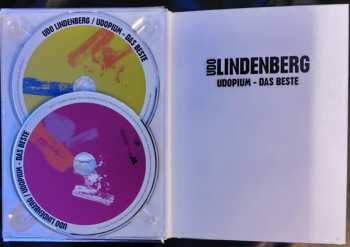 UDO LINDENBERG / UDOPIUM - DAS BESTE
UDO LINDENBERG / UDOPIUM - DAS BESTE
UDO LINDENBERG
UDOPIUM - DAS BESTE